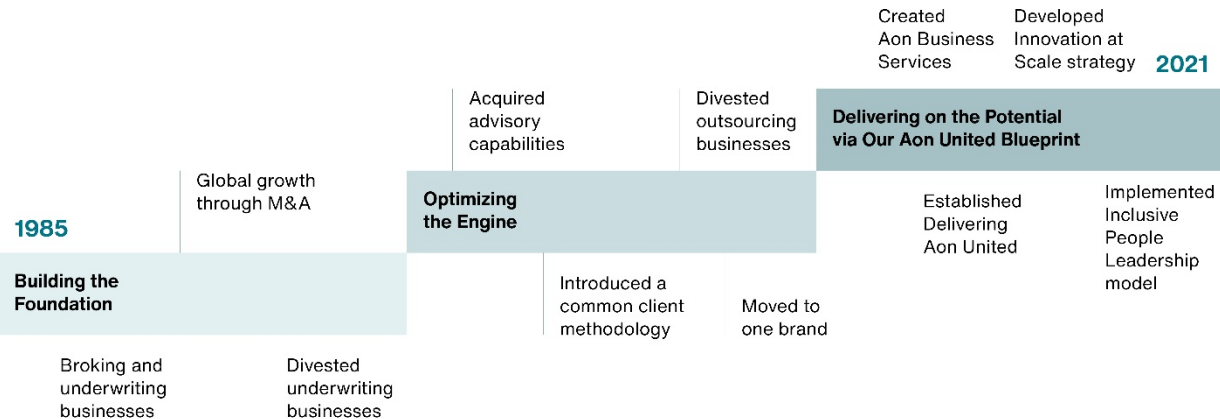 1985
Building the
Foundation
Broking and
underwriting
businesses
Global growth
through M&A
Divested
underwriting
businesses
Optimizing
the Engine
Acquired
advisory
capabilities
Introduced a
common client
methodology
Divested
outsourcing
businesses
Moved to
one brand
2021
Delivering on the Potential
via Our Aon United Blueprint
Created
Aon Business
Services
Established
Delivering
Aon United
Developed
Innovation at
Scale strategy
Implemented
Inclusive
People
Leadership
model